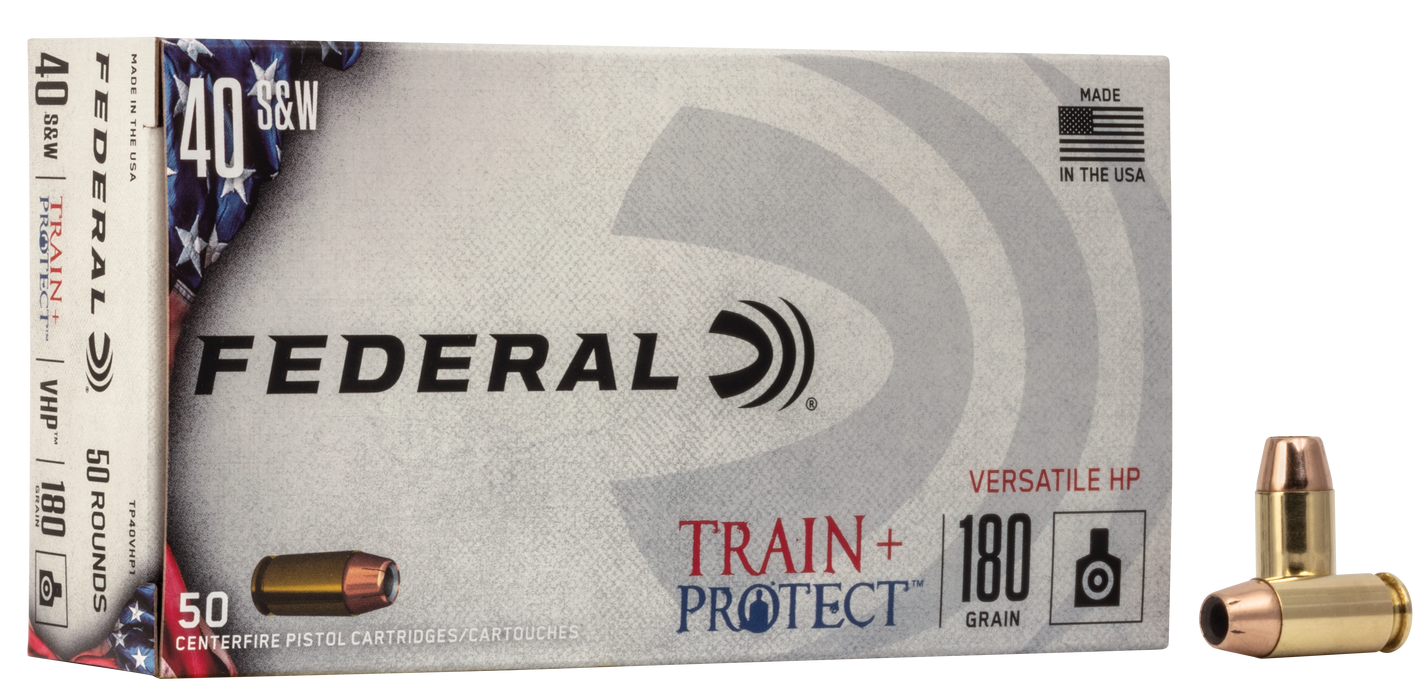 MADE IN THE USA
FEDERAL ®
50 ROUNDS
TP40VHP1
40 S&W | TRAIN + PROTECT™ | VHP™ | 180 GRAIN
40 S&W
MADE
IN THE USA
FEDERAL ®
VERSATILE HP
TRAIN +
PROTECT™
180
GRAIN
50
CENTERFIRE PISTOL CARTRIDGES/CARTOUCHES